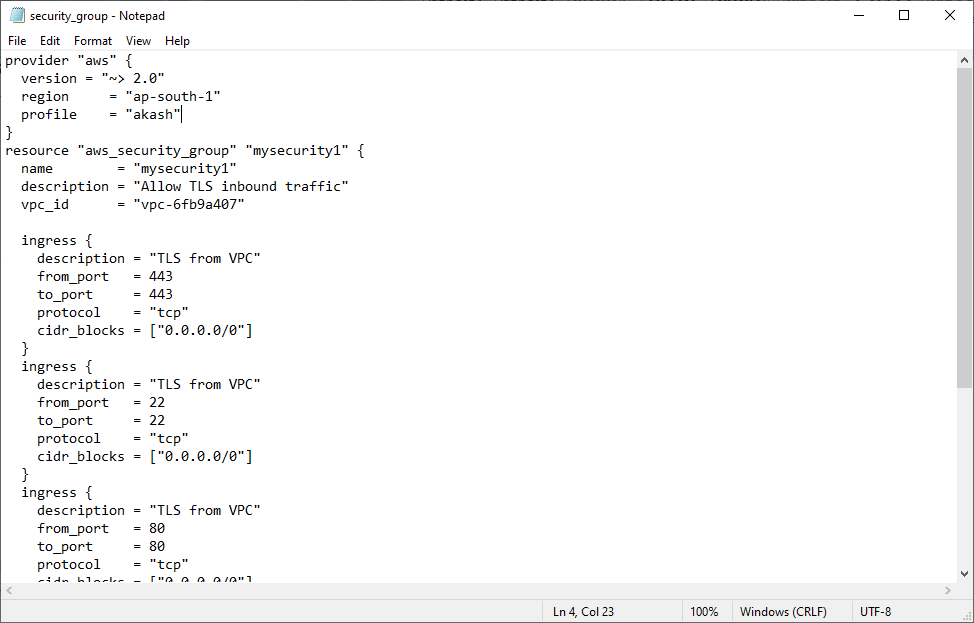 security_group - Notepad
File Edit Format View Help
provider "aws" {
  version = "~> 2.0"
  region     = "ap-south-1"
  profile    = "akash"
}
resource "aws_security_group" "mysecurity1" {
  name        = "mysecurity1"
  description = "Allow TLS inbound traffic"
  vpc_id      = "vpc-6fb9a407"

  ingress {
    description = "TLS from VPC"
    from_port   = 443
    to_port     = 443
    protocol    = "tcp"
    cidr_blocks = ["0.0.0.0/0"]
  }
  ingress {
    description = "TLS from VPC"
    from_port   = 22
    to_port     = 22
    protocol    = "tcp"
    cidr_blocks = ["0.0.0.0/0"]
  }
  ingress {
    description = "TLS from VPC"
    from_port   = 80
    to_port     = 80
    protocol    = "tcp"
    cidr_blocks = ["0.0.0.0/0"]
Ln 4, Col 23 100% Windows (CRLF) UTF-8